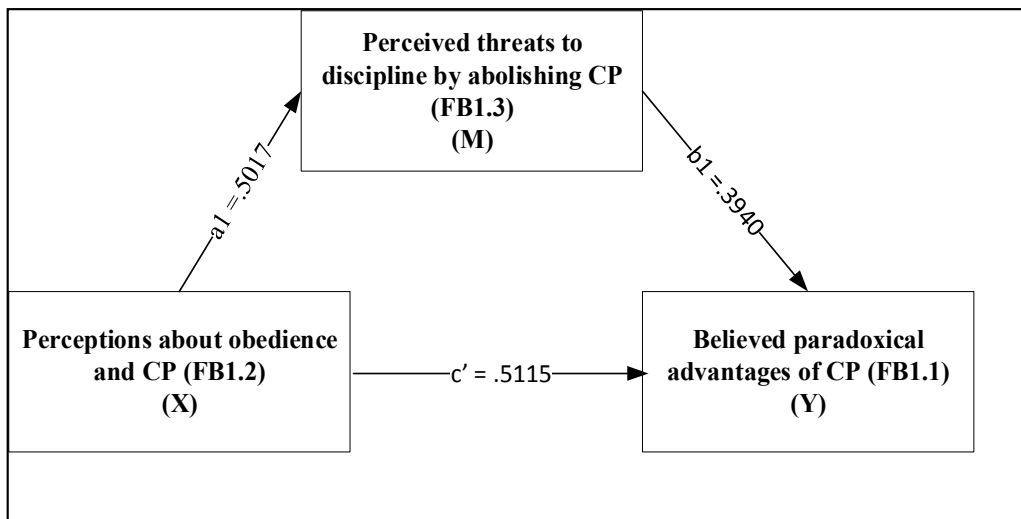 Perceived threats to
discipline by abolishing CP
(FB1.3)
(M)
a1 =.5017
b1 =.3940
Perceptions about obedience
and CP (FB1.2)
(X)
c’ = .5115
Believed paradoxical
advantages of CP (FB1.1)
(Y)